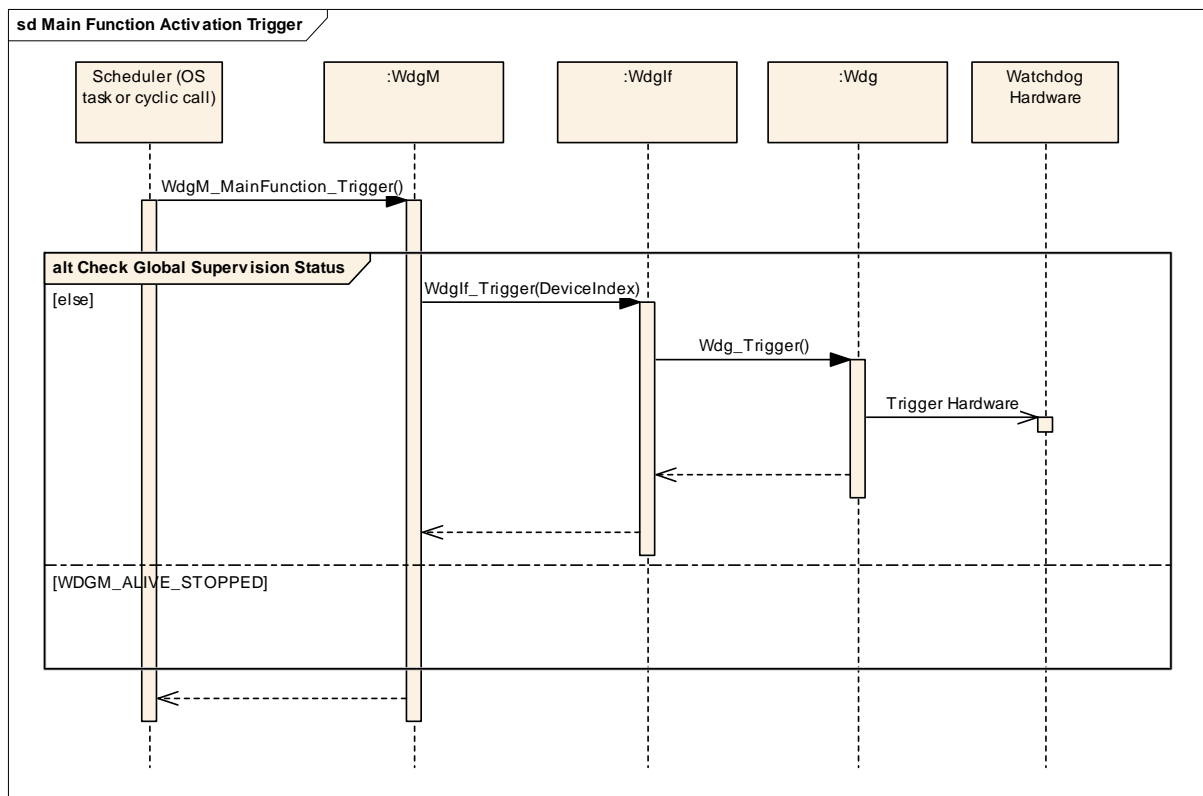 sd Main Function Activation Trigger
Scheduler (OS
task or cyclic call)
:WdgM
:WdgIf
:Wdg
Watchdog
Hardware
WdgM_MainFunction_Trigger()
alt Check Global Supervision Status
[else]
WdgIf_Trigger(DeviceIndex)
Wdg_Trigger()
Trigger Hardware
[WDGM_ALIVE_STOPPED]